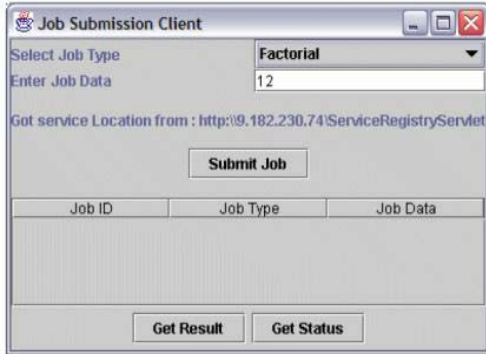 Job Submission Client
Select Job Type Factorial
Enter Job Data 12
Got service Location from : http:\\9.182.230.74\ServiceRegistryServlet
Submit Job
Job ID Job Type Job Data
Get Result Get Status